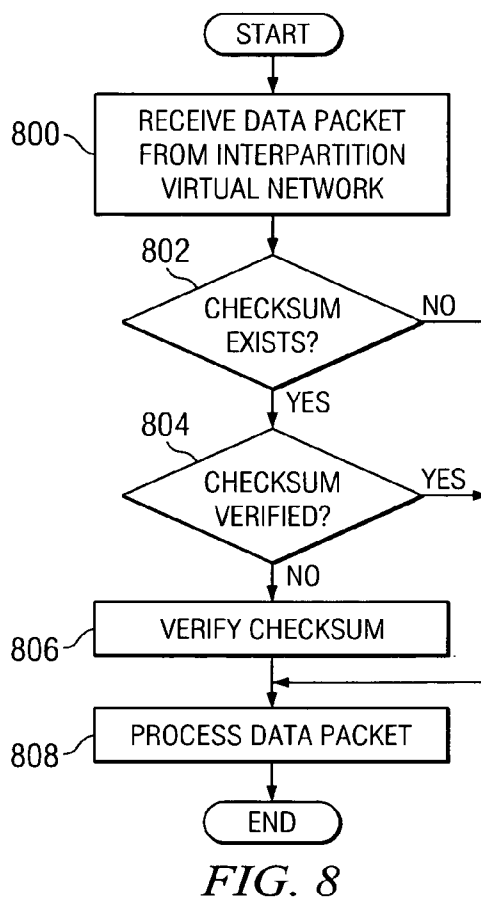 START
800
RECEIVE DATA PACKET
FROM INTERPARTITION
VIRTUAL NETWORK
802
CHECKSUM
EXISTS?
NO
YES
804
CHECKSUM
VERIFIED?
YES
NO
806
VERIFY CHECKSUM
808
PROCESS DATA PACKET
END
FIG. 8